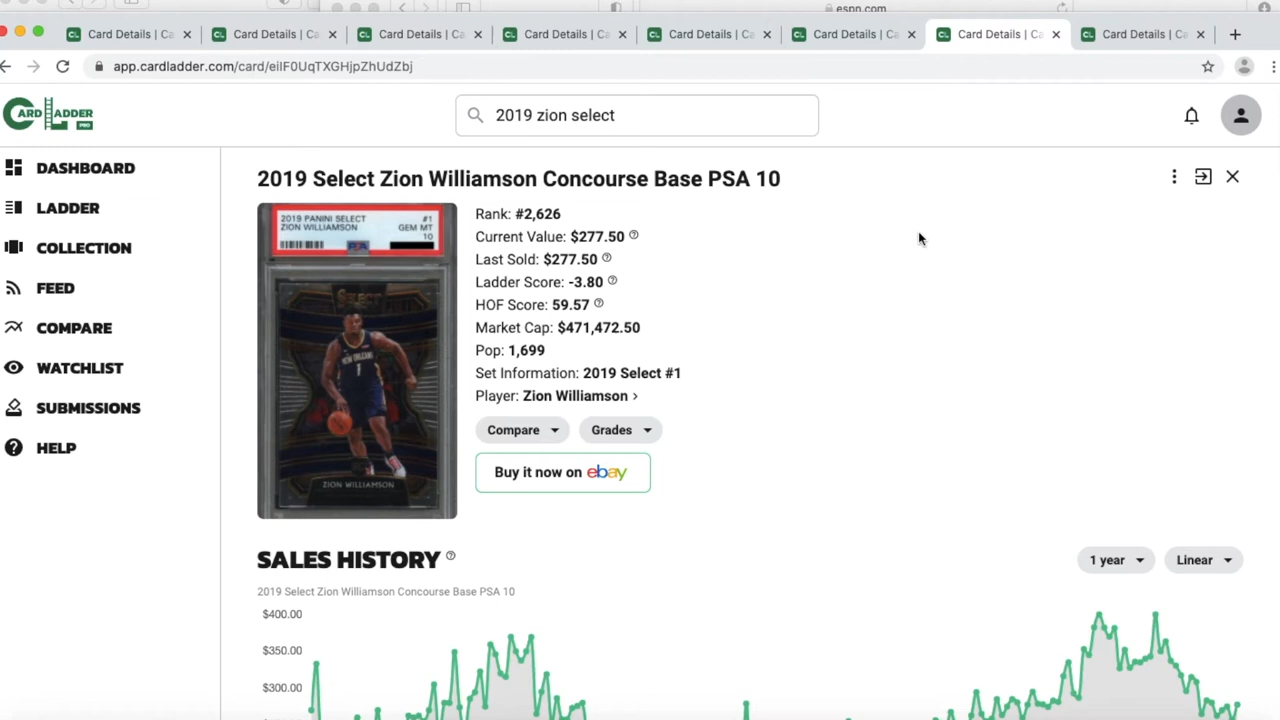 espn.com
Card Details | Ca
Card Details | Ca
Card Details | Ca
Card Details | Ca
Card Details | Ca
Card Details | Ca
Card Details | Ca
Card Details | Ca
app.cardladder.com/card/eiIF0UqTXGHjpZhUdZbj
CARD LADDER PRO
2019 zion select
DASHBOARD
LADDER
COLLECTION
FEED
COMPARE
WATCHLIST
SUBMISSIONS
HELP
2019 Select Zion Williamson Concourse Base PSA 10
2019 PANINI SELECT #1
ZION WILLIAMSON GEM MT
10
PSA
SELECT
NEW ORLEANS
1
ZION WILLIAMSON
Rank: #2,626
Current Value: $277.50
Last Sold: $277.50
Ladder Score: -3.80
HOF Score: 59.57
Market Cap: $471,472.50
Pop: 1,699
Set Information: 2019 Select #1
Player: Zion Williamson >
Compare
Grades
Buy it now on ebay
SALES HISTORY
1 year
Linear
2019 Select Zion Williamson Concourse Base PSA 10
$400.00
$350.00
$300.00